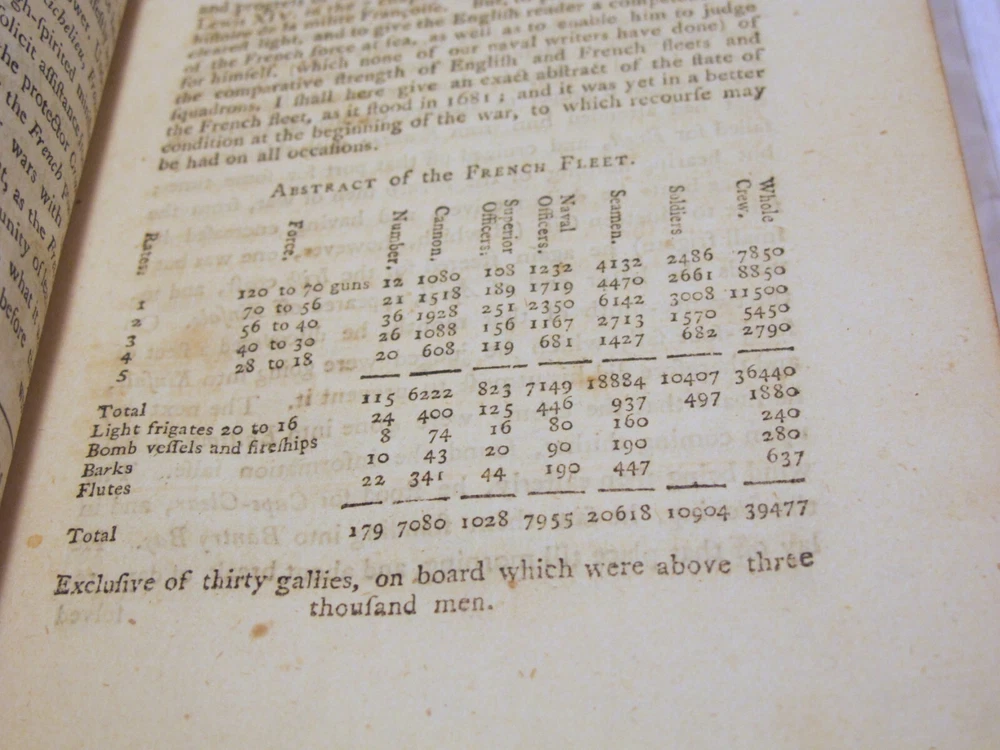 Lewis XIV. and the
histoire de la milice Françoise. But, to
cleared light, and to give the English reader a competent
of the French force at sea, as well as to enable him to judge
for himself, (which none of our naval writers have done) of
the comparative ſtrength of Engliſh and French fleets and
ſquadrons, I ſhall here give an exact abſtract of the ſtate of
the French fleet, as it ſtood in 1681; and it was yet in a better
condition at the beginning of the war, to which recourſe may
be had on all occaſions.
ABSTRACT of the FRENCH FLEET.
Rates. Force. Number. Cannon. Superior Officers. Naval Officers. Seamen. Soldiers Whole Crew.
1 120 to 70 guns 12 1080 108 1232 4132 2486 7850
2 70 to 56 21 1518 189 1719 4470 2661 8850
3 56 to 40 36 1928 251 2350 6142 3008 11500
4 40 to 30 26 1088 156 1167 2713 1570 5450
5 28 to 18 20 608 119 681 1427 682 2790
Total 115 6222 823 7149 18884 10407 36440
Light frigates 20 to 16 24 400 125 446 937 497 1880
Bomb veſſels and fireſhips 8 74 16 80 160 240
Barks 10 43 20 90 190 280
Flutes 22 341 44 190 447 637
Total 179 7080 1028 7955 20618 10904 39477
Excluſive of thirty gallies, on board which were above three
thouſand men.